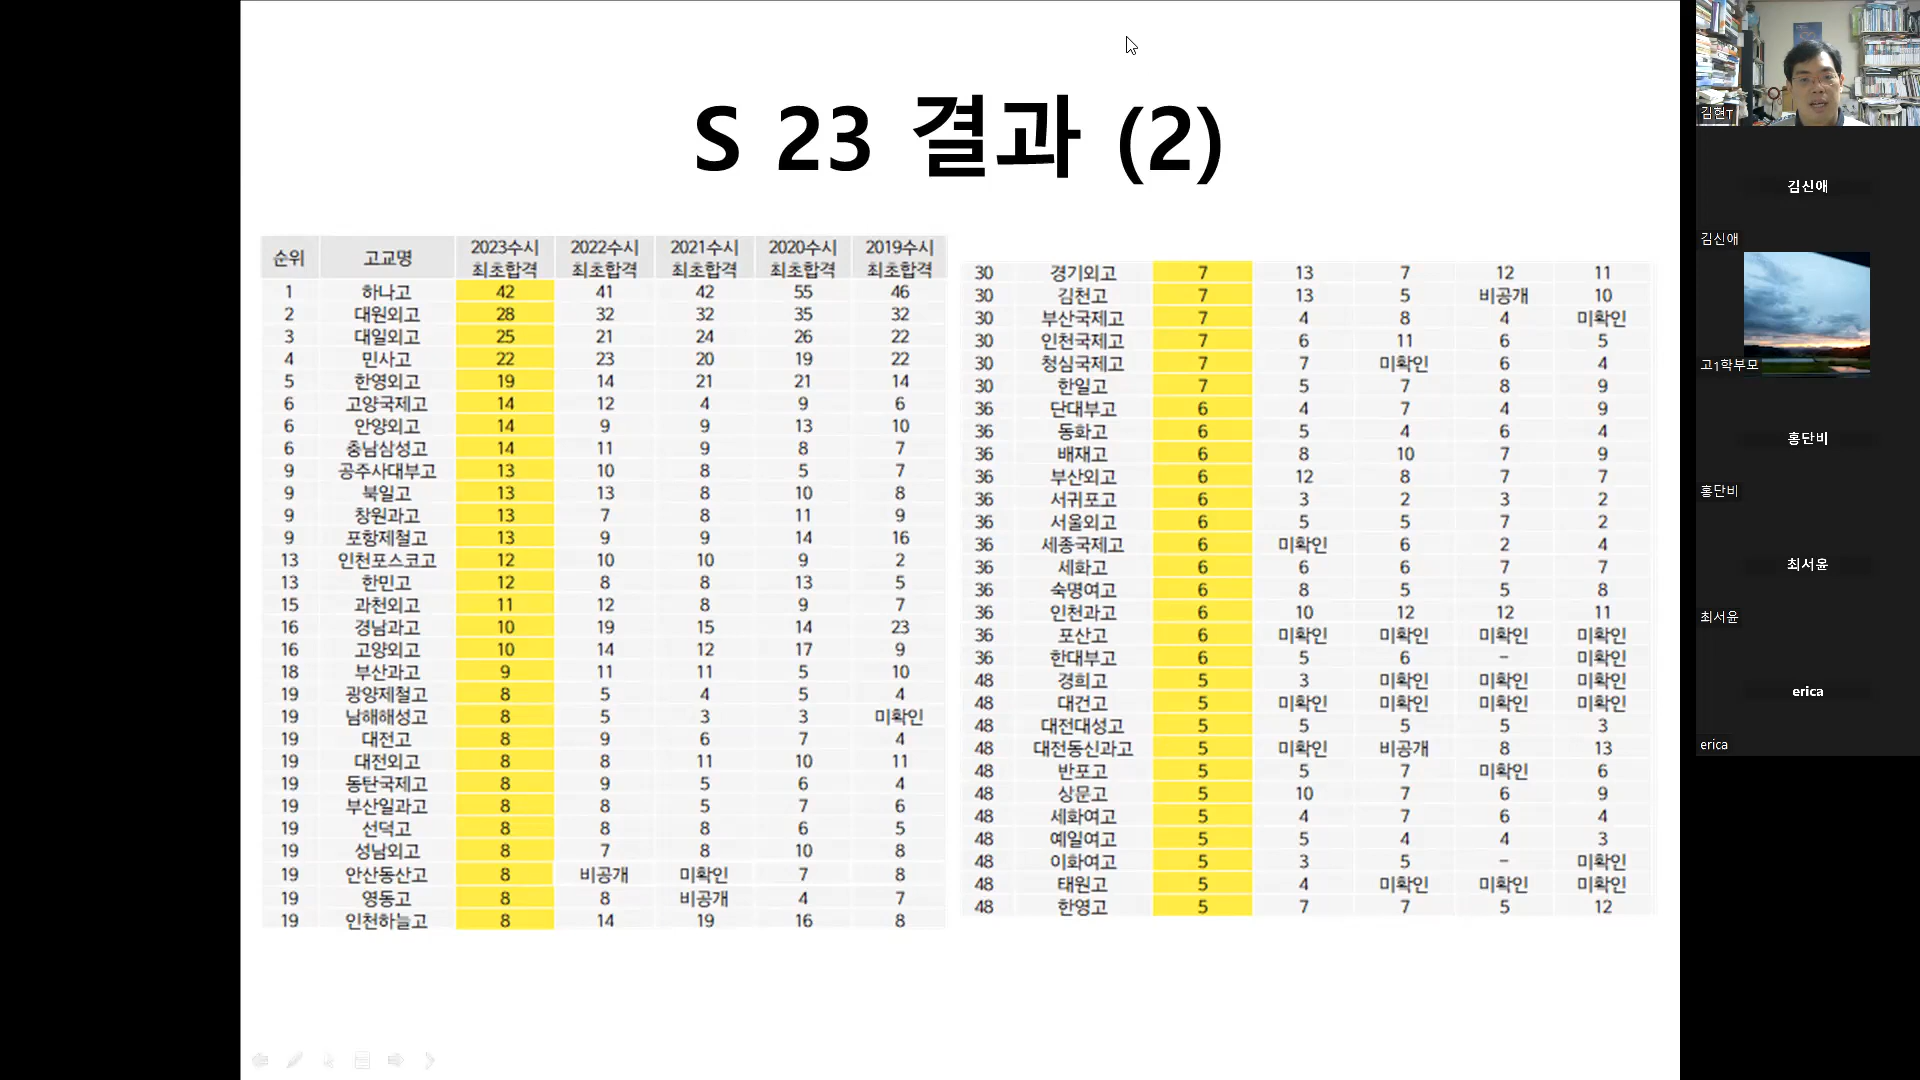 S 23 결과 (2)
순위 고교명 2023수시 최초합격 2022수시 최초합격 2021수시 최초합격 2020수시 최초합격 2019수시 최초합격
1 하나고 42 41 42 55 46
2 대원외고 28 32 32 35 32
3 대일외고 25 21 24 26 22
4 민사고 22 23 20 19 22
5 한영외고 19 14 21 21 14
6 고양국제고 14 12 4 9 6
6 안양외고 14 9 9 13 10
6 충남삼성고 14 11 9 8 7
9 공주사대부고 13 10 8 5 7
9 북일고 13 13 8 10 8
9 창원과고 13 7 8 11 9
9 포항제철고 13 9 9 14 16
13 인천포스코고 12 10 10 9 2
13 한민고 12 8 8 13 5
15 과천외고 11 12 8 9 7
16 경남과고 10 19 15 14 23
16 고양외고 10 14 12 17 9
18 부산과고 9 11 11 5 10
19 광양제철고 8 5 4 5 4
19 남해해성고 8 5 3 3 미확인
19 대전고 8 9 6 7 4
19 대전외고 8 8 11 10 11
19 동탄국제고 8 9 5 6 4
19 부산일과고 8 8 5 7 6
19 선덕고 8 8 8 6 5
19 성남외고 8 7 8 10 8
19 안산동산고 8 비공개 미확인 7 8
19 영동고 8 8 비공개 4 7
19 인천하늘고 8 14 19 16 8
30 경기외고 7 13 7 12 11
30 김천고 7 13 5 비공개 10
30 부산국제고 7 4 8 4 미확인
30 인천국제고 7 6 11 6 5
30 청심국제고 7 7 미확인 6 4
30 한일고 7 5 7 8 9
36 단대부고 6 4 7 4 9
36 동화고 6 5 4 6 4
36 배재고 6 8 10 7 9
36 부산외고 6 12 8 7 7
36 서귀포고 6 3 2 3 2
36 서울외고 6 5 5 7 2
36 세종국제고 6 미확인 6 2 4
36 세화고 6 6 6 7 7
36 숙명여고 6 8 5 5 8
36 인천과고 6 10 12 12 11
36 포산고 6 미확인 미확인 미확인 미확인
36 한대부고 6 5 6 - 미확인
48 경희고 5 3 미확인 미확인 미확인
48 대건고 5 미확인 미확인 미확인 미확인
48 대전대성고 5 5 5 5 3
48 대전동신과고 5 미확인 비공개 8 13
48 반포고 5 5 7 미확인 6
48 상문고 5 10 7 6 9
48 세화여고 5 4 7 6 4
48 예일여고 5 5 4 4 3
48 이화여고 5 3 5 - 미확인
48 태원고 5 4 미확인 미확인 미확인
48 한영고 5 7 7 5 12
김현T
김신애
김신애
고1학부모
홍단비
홍단비
최서윤
최서윤
erica
erica